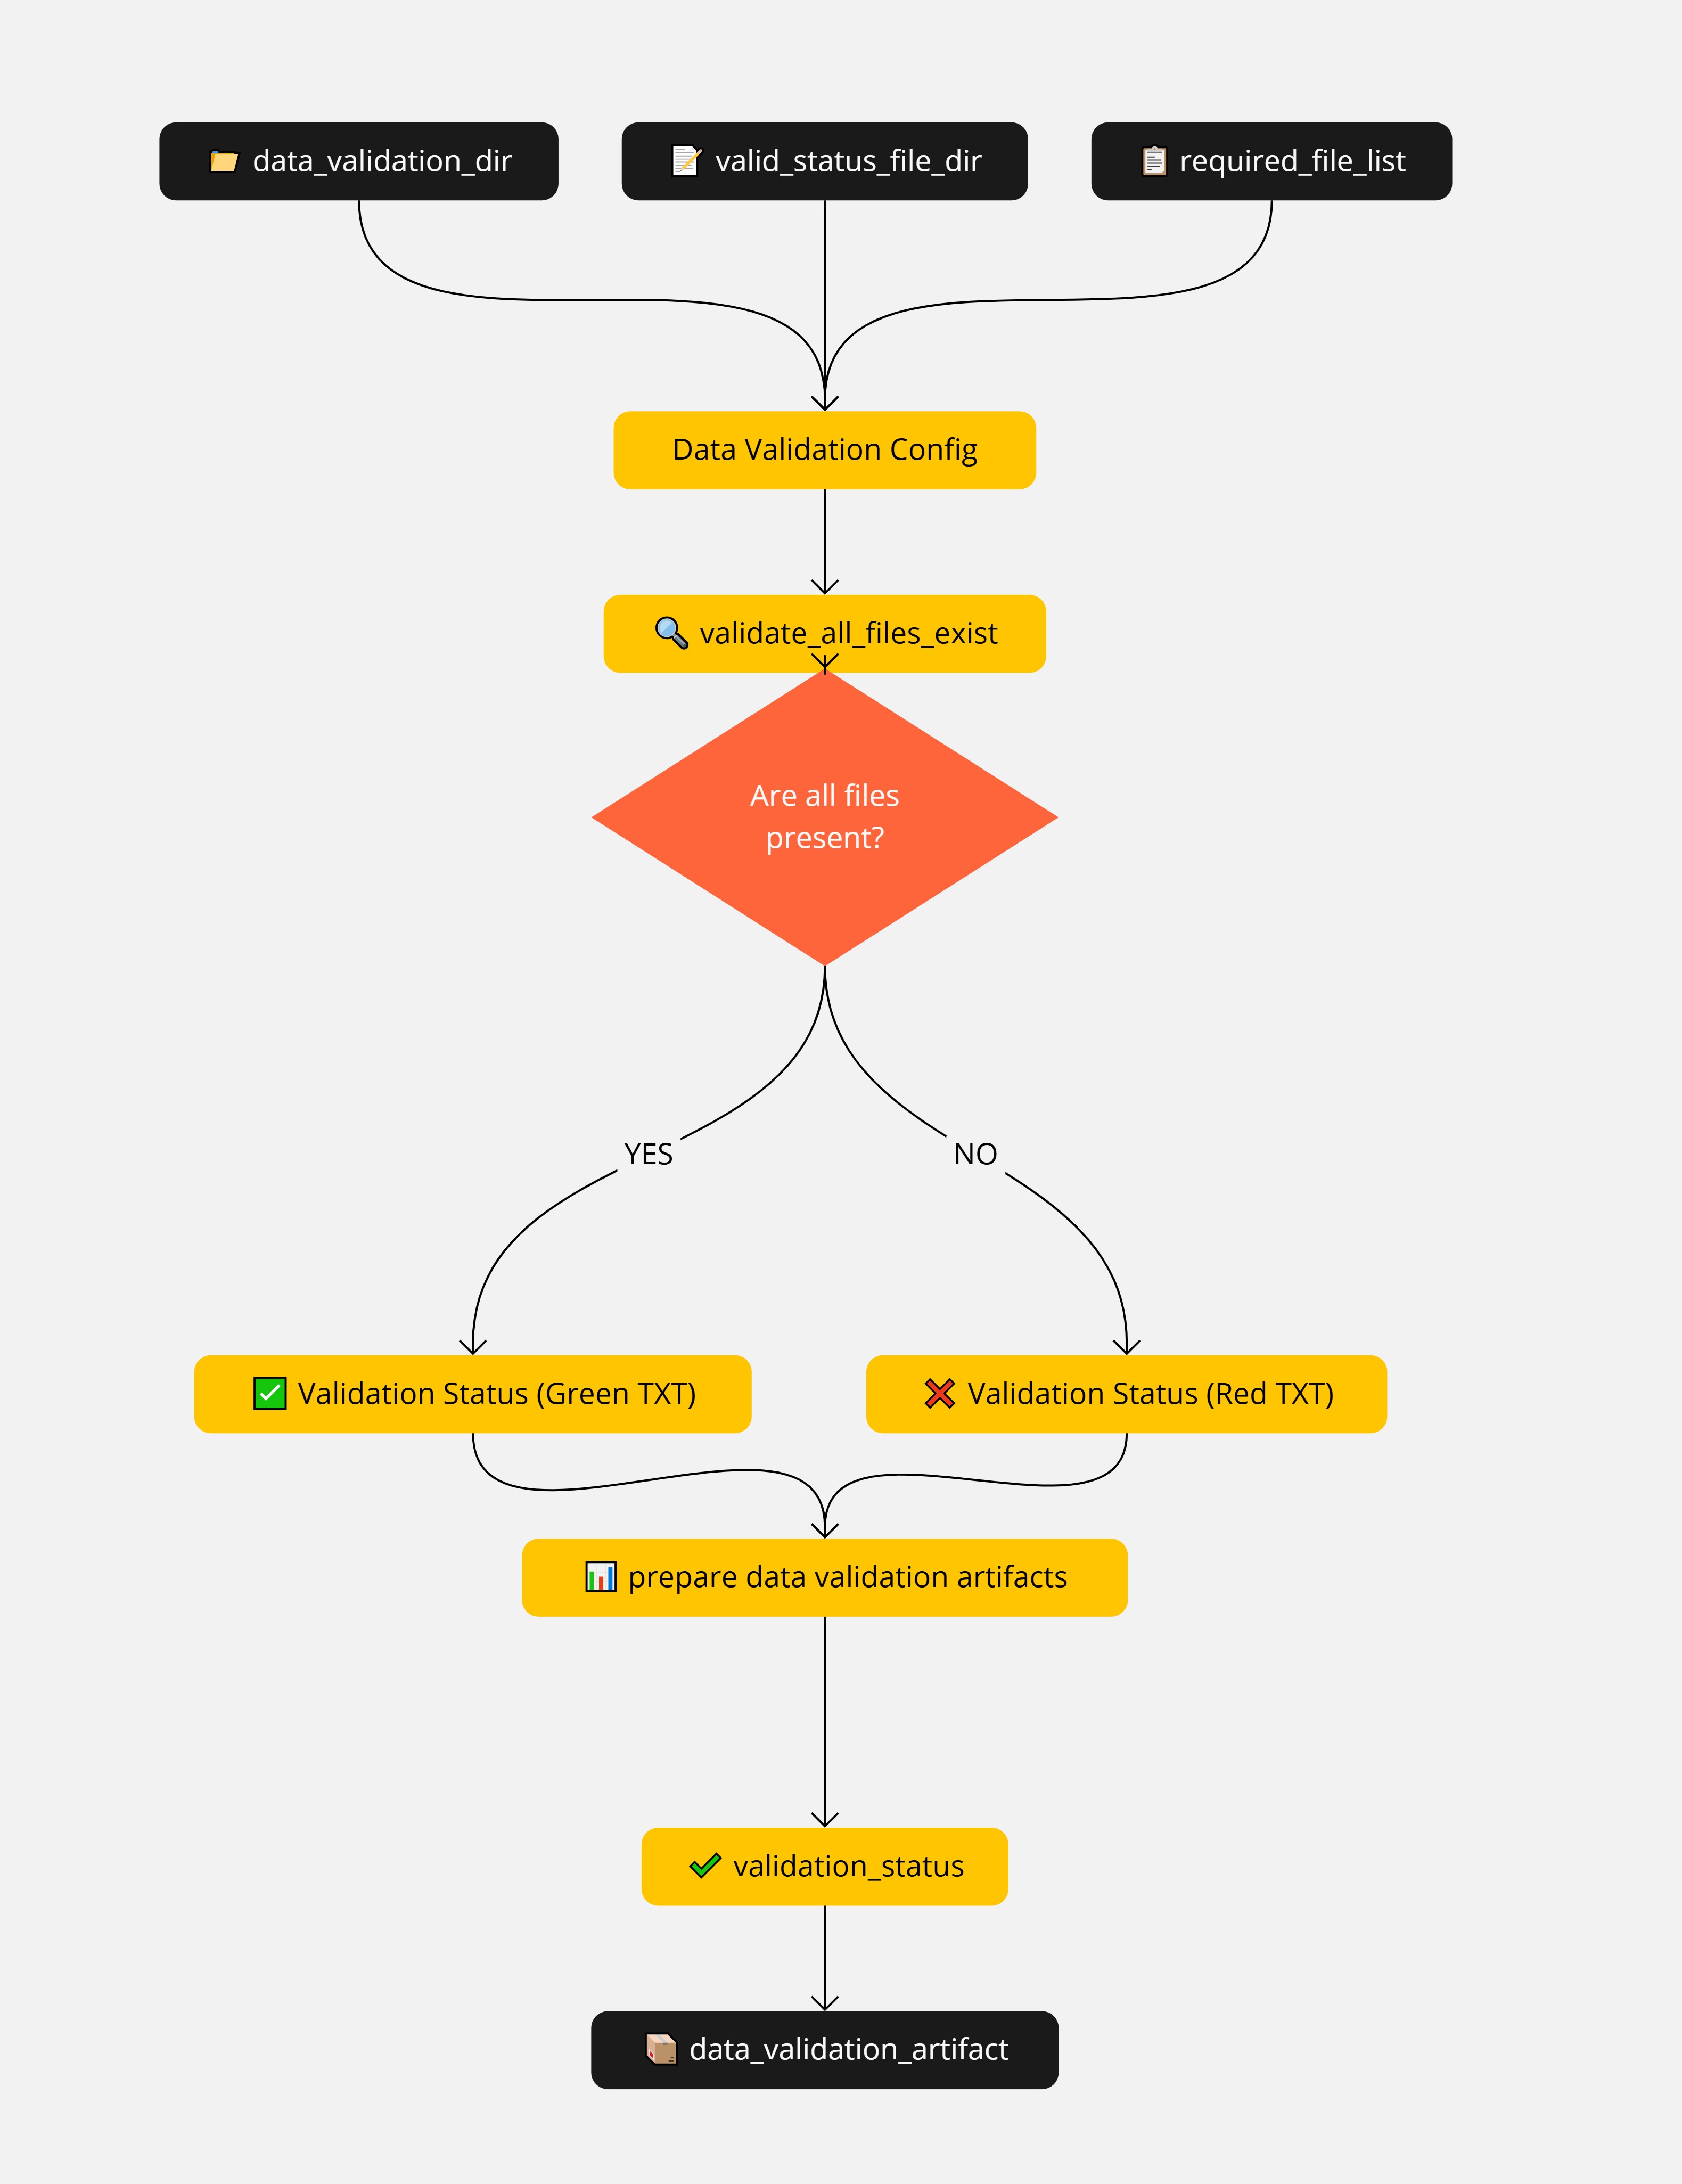 data_validation_dir
valid_status_file_dir
required_file_list
Data Validation Config
validate_all_files_exist
Are all files
present?
YES
NO
Validation Status (Green TXT)
Validation Status (Red TXT)
prepare data validation artifacts
validation_status
data_validation_artifact